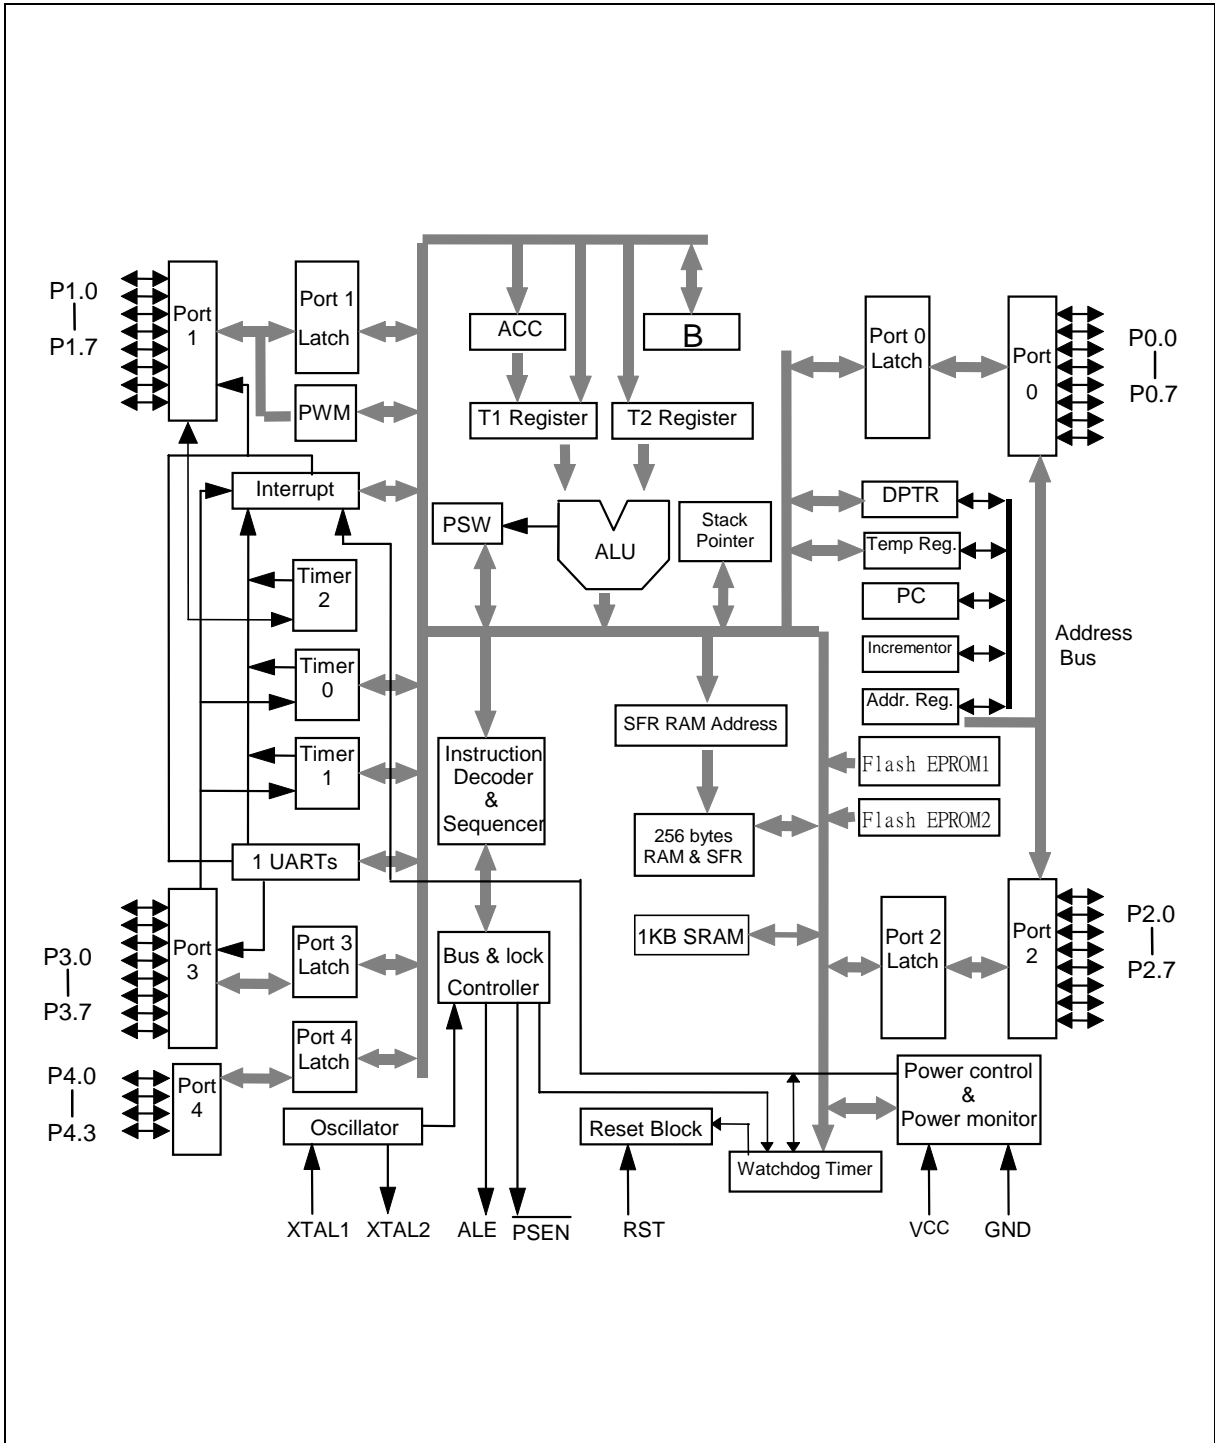 P1.0
P1.7
Port
1
Port 1
Latch
PWM
ACC
B
T1 Register
T2 Register
Port 0
Latch
Port
0
P0.0
P0.7
Interrupt
PSW
ALU
Stack
Pointer
DPTR
Temp Reg.
PC
Incrementor
Addr. Reg.
Address
Bus
Timer
2
Timer
0
Timer
1
SFR RAM Address
Instruction
Decoder
&
Sequencer
Flash EPROM1
Flash EPROM2
256 bytes
RAM & SFR
1 UARTs
P3.0
P3.7
Port
3
Port 3
Latch
Bus & lock
Controller
1KB SRAM
Port 2
Latch
Port
2
P2.0
P2.7
P4.0
P4.3
Port
4
Port 4
Latch
Oscillator
Reset Block
Watchdog Timer
Power control
&
Power monitor
XTAL1
XTAL2
ALE
PSEN
RST
VCC
GND